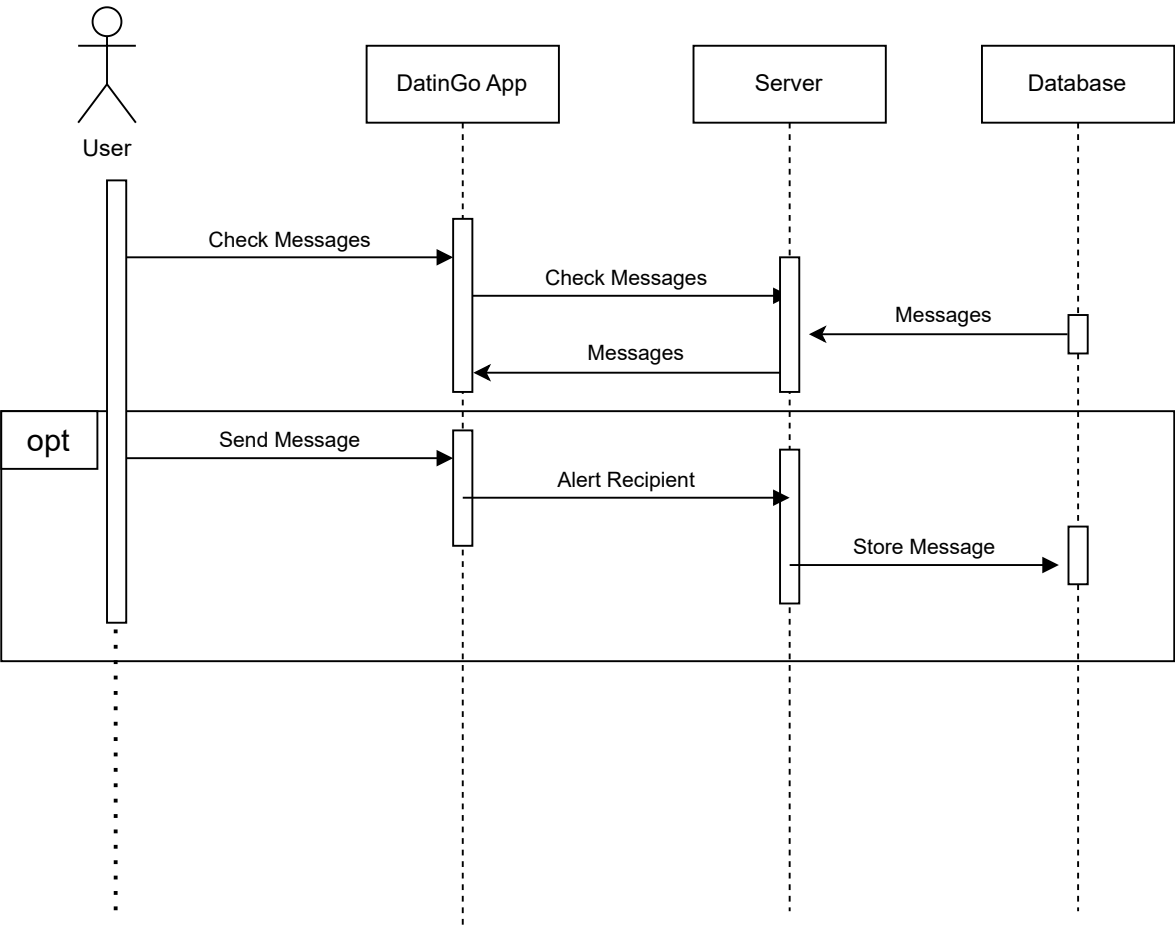 User
DatinGo App
Server
Database
Check Messages
Check Messages
Messages
Messages
opt
Send Message
Alert Recipient
Store Message